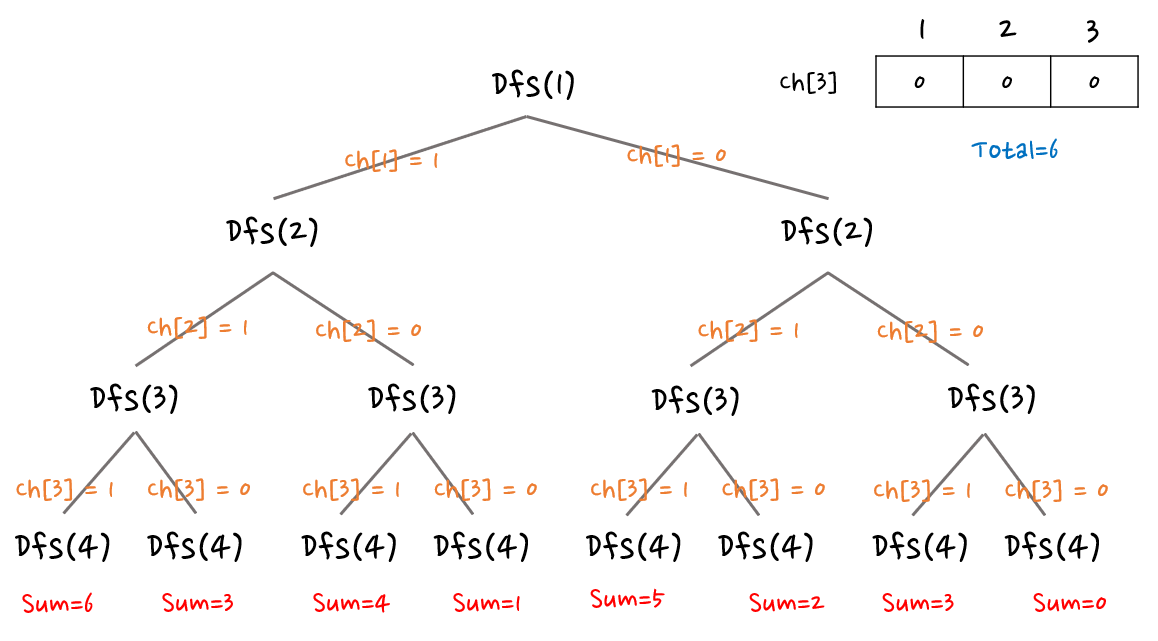 1 2 3
Dfs(1)
ch[3] 0 0 0
Total=6
ch[1] = 1 ch[1] = 0
Dfs(2) Dfs(2)
ch[2] = 1 ch[2] = 0 ch[2] = 1 ch[2] = 0
Dfs(3) Dfs(3) Dfs(3) Dfs(3)
ch[3] = 1 ch[3] = 0 ch[3] = 1 ch[3] = 0 ch[3] = 1 ch[3] = 0 ch[3] = 1 ch[3] = 0
Dfs(4) Dfs(4) Dfs(4) Dfs(4) Dfs(4) Dfs(4) Dfs(4) Dfs(4)
Sum=6 Sum=3 Sum=4 Sum=1 Sum=5 Sum=2 Sum=3 Sum=0